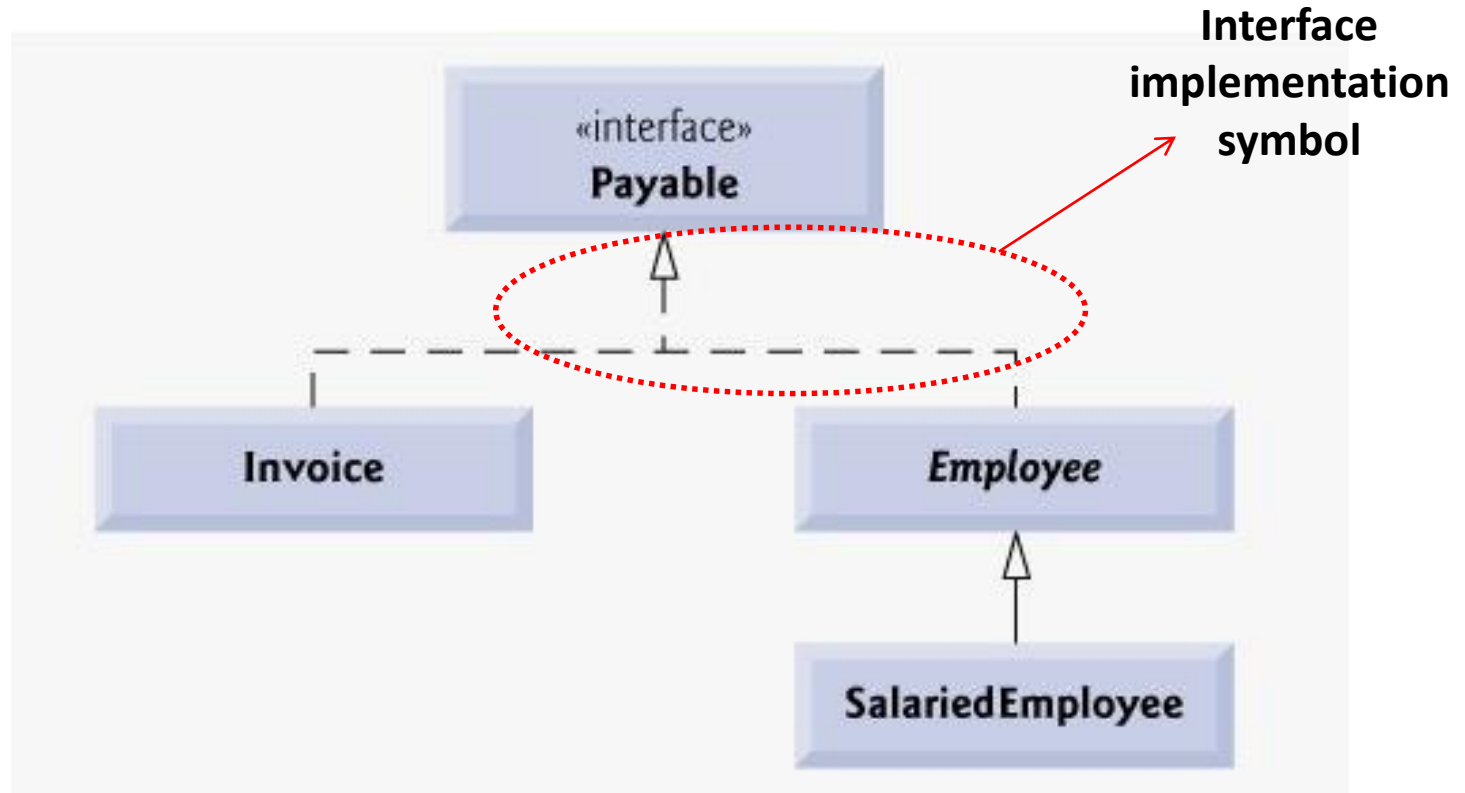 Interface
implementation
symbol
«interface»
Payable
Invoice
Employee
SalariedEmployee